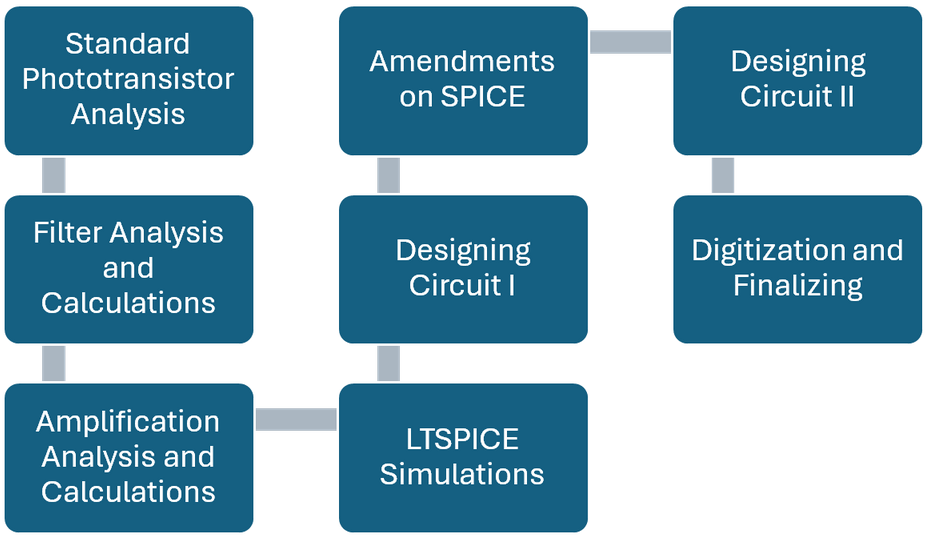 Standard
Phototransistor
Analysis
Filter Analysis
and
Calculations
Amplification
Analysis and
Calculations
LTSPICE
Simulations
Designing
Circuit I
Amendments
on SPICE
Designing
Circuit II
Digitization and
Finalizing